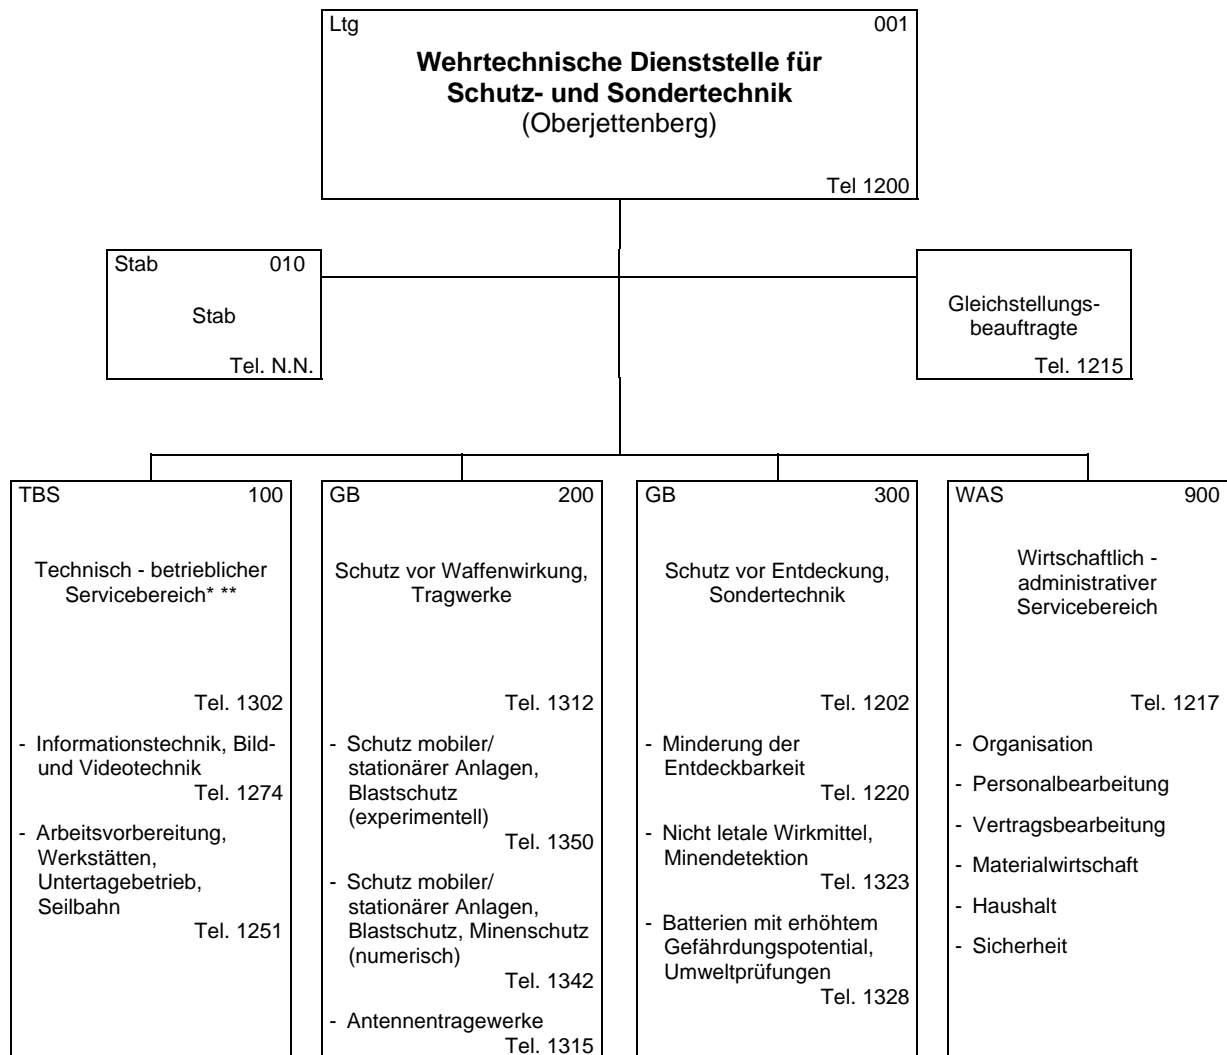 Ltg 001
Wehrtechnische Dienststelle für
Schutz- und Sondertechnik
(Oberjettenberg)
Tel 1200
Stab 010
Stab
Tel. N.N.
Gleichstellungs-
beauftragte
Tel. 1215
TBS 100
Technisch - betrieblicher
Servicebereich* **
Tel. 1302
- Informationstechnik, Bild-
und Videotechnik
Tel. 1274
- Arbeitsvorbereitung,
Werkstätten,
Untertagebetrieb,
Seilbahn
Tel. 1251
GB 200
Schutz vor Waffenwirkung,
Tragwerke
Tel. 1312
- Schutz mobiler/
stationärer Anlagen,
Blastschutz
(experimentell)
Tel. 1350
- Schutz mobiler/
stationärer Anlagen,
Blastschutz, Minenschutz
(numerisch)
Tel. 1342
- Antennentragewerke
Tel. 1315
GB 300
Schutz vor Entdeckung,
Sondertechnik
Tel. 1202
- Minderung der
Entdeckbarkeit
Tel. 1220
- Nicht letale Wirkmittel,
Minendetektion
Tel. 1323
- Batterien mit erhöhtem
Gefährdungspotential,
Umweltprüfungen
Tel. 1328
WAS 900
Wirtschaftlich -
administrativer
Servicebereich
Tel. 1217
- Organisation
- Personalbearbeitung
- Vertragsbearbeitung
- Materialwirtschaft
- Haushalt
- Sicherheit